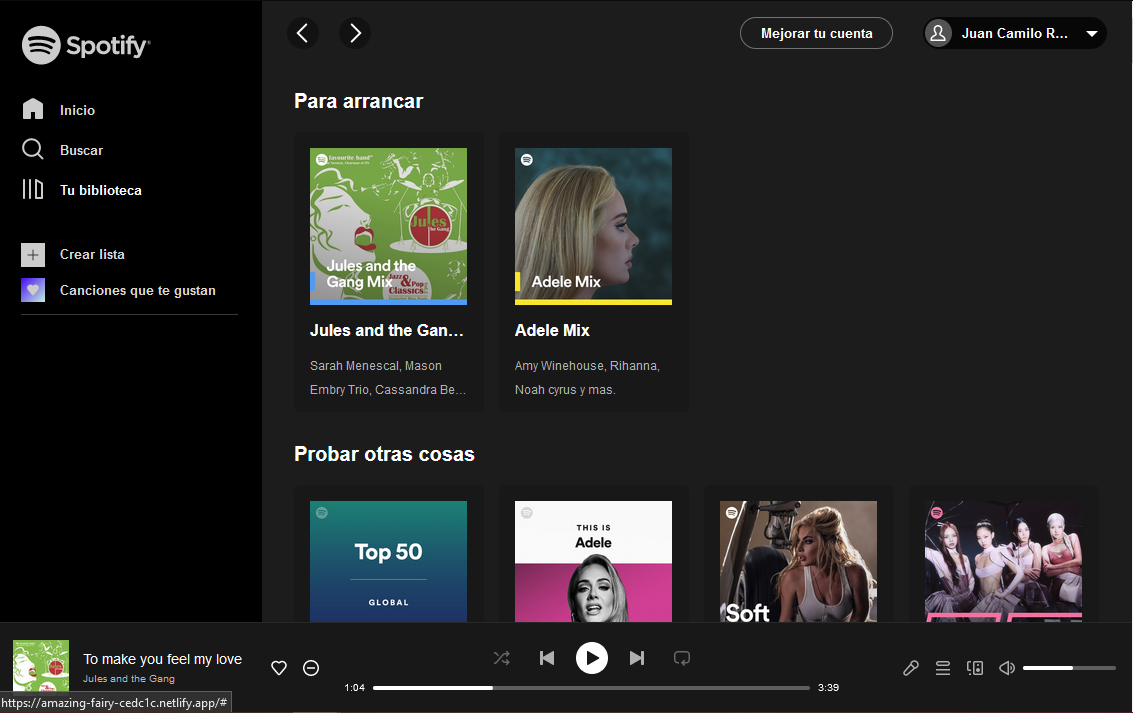 Spotify
Mejorar tu cuenta
Juan Camilo R...
Inicio
Buscar
Tu biblioteca
Crear lista
Canciones que te gustan
Para arrancar
favourite band"
Jules
The Gang
Jules and the
Gang Mix
Jazz
& Pop
Classics
Adele Mix
Jules and the Gan...
Adele Mix
Sarah Menescal, Mason
Embry Trio, Cassandra Be...
Amy Winehouse, Rihanna,
Noah cyrus y mas.
Probar otras cosas
Top 50
GLOBAL
THIS IS
Adele
Soft
To make you feel my love
Jules and the Gang
1:04
3:39
https://amazing-fairy-cedc1c.netlify.app/#